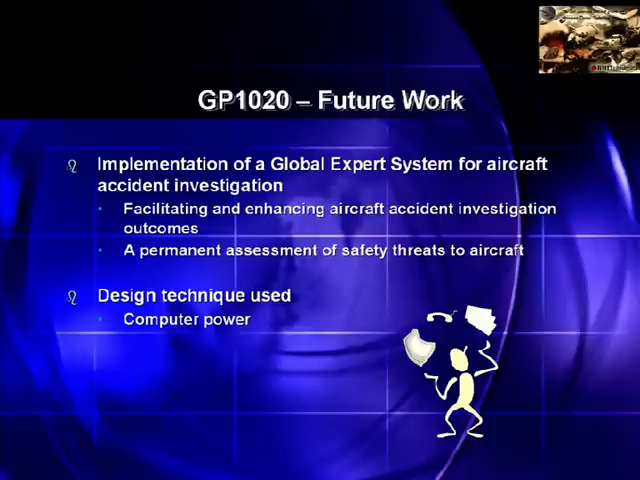 GP1020 – Future Work
Implementation of a Global Expert System for aircraft
accident investigation
Facilitating and enhancing aircraft accident investigation
outcomes
A permanent assessment of safety threats to aircraft
Design technique used
Computer power